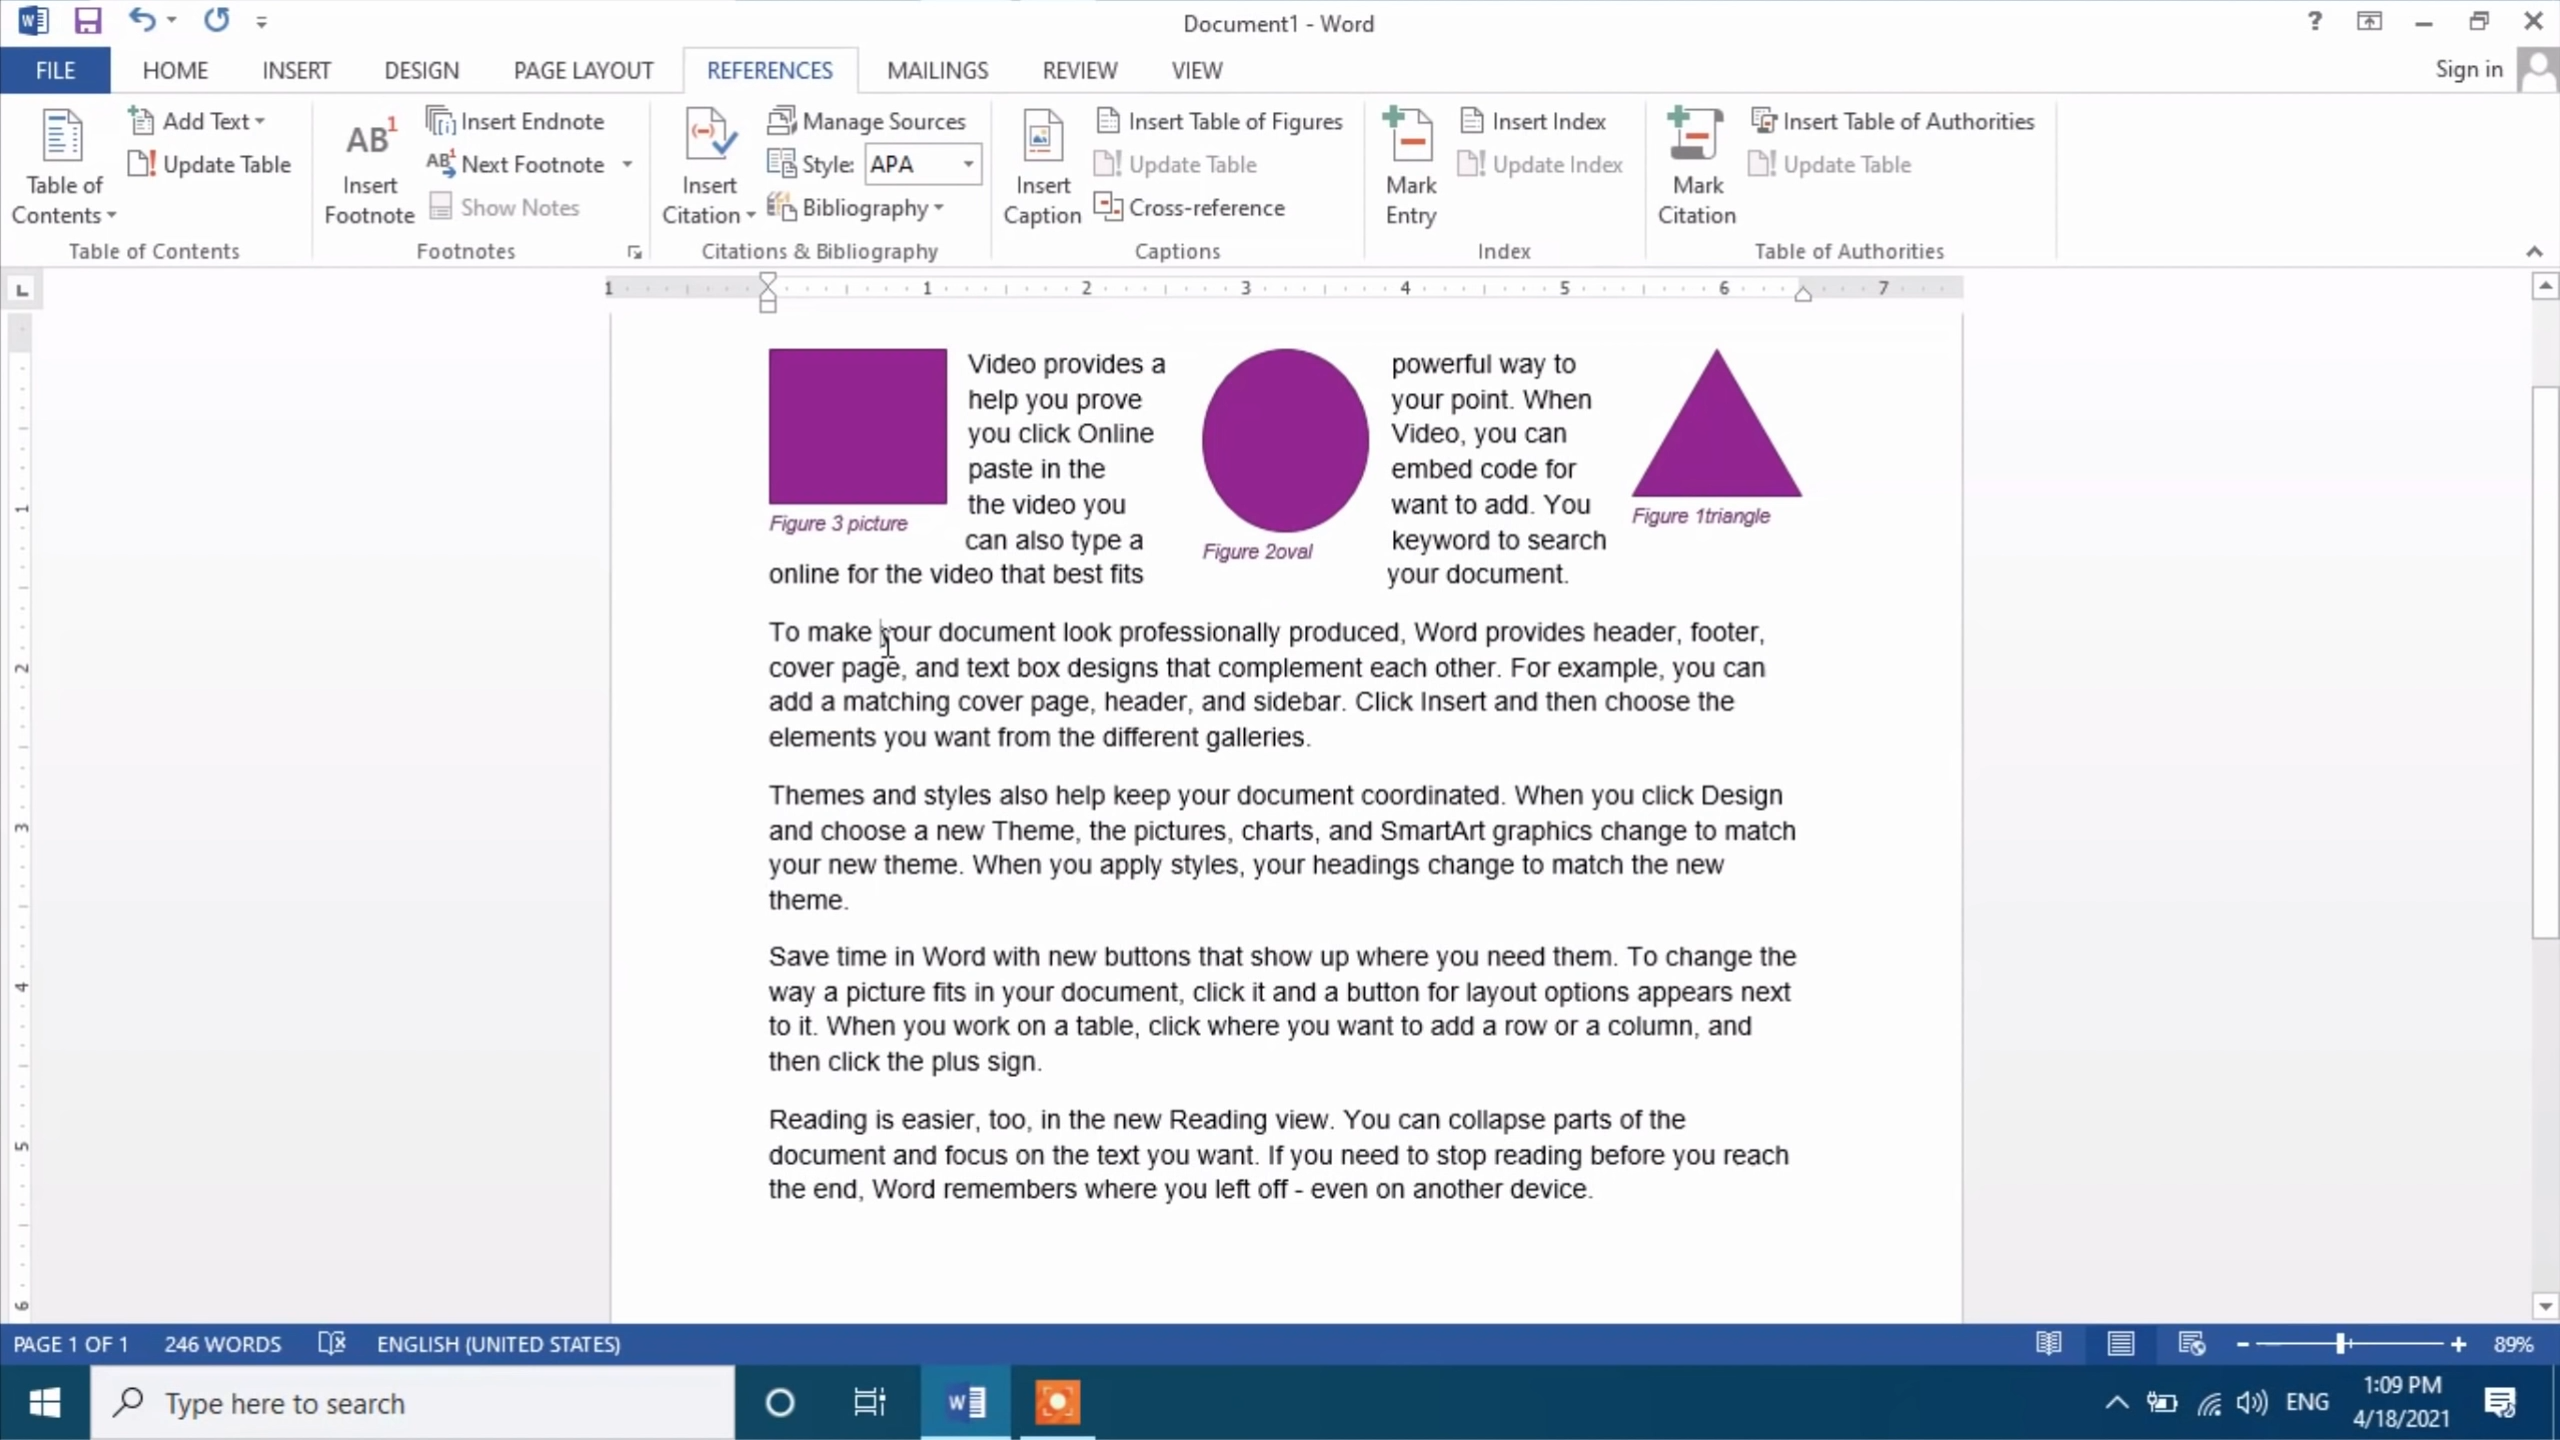 Document1 - Word
FILE HOME INSERT DESIGN PAGE LAYOUT REFERENCES MAILINGS REVIEW VIEW Sign in
Table of Contents
Add Text
Update Table
Table of Contents
AB1 Insert Footnote
Insert Endnote
AB1 Next Footnote
Show Notes
Footnotes
Insert Citation
Manage Sources
Style: APA
Bibliography
Citations & Bibliography
Insert Caption
Insert Table of Figures
Update Table
Cross-reference
Captions
Mark Entry
Insert Index
Update Index
Index
Mark Citation
Insert Table of Authorities
Update Table
Table of Authorities
L
1 1 2 3 4 5 6 7
1
2
3
4
5
6
Video provides a powerful way to
help you prove your point. When
you click Online Video, you can
paste in the embed code for
the video you want to add. You
can also type a keyword to search
online for the video that best fits your document.
Figure 3 picture
Figure 2oval
Figure 1triangle
To make your document look professionally produced, Word provides header, footer,
cover page, and text box designs that complement each other. For example, you can
add a matching cover page, header, and sidebar. Click Insert and then choose the
elements you want from the different galleries.
Themes and styles also help keep your document coordinated. When you click Design
and choose a new Theme, the pictures, charts, and SmartArt graphics change to match
your new theme. When you apply styles, your headings change to match the new
theme.
Save time in Word with new buttons that show up where you need them. To change the
way a picture fits in your document, click it and a button for layout options appears next
to it. When you work on a table, click where you want to add a row or a column, and
then click the plus sign.
Reading is easier, too, in the new Reading view. You can collapse parts of the
document and focus on the text you want. If you need to stop reading before you reach
the end, Word remembers where you left off - even on another device.
PAGE 1 OF 1 246 WORDS ENGLISH (UNITED STATES) 89%
Type here to search
ENG
1:09 PM
4/18/2021